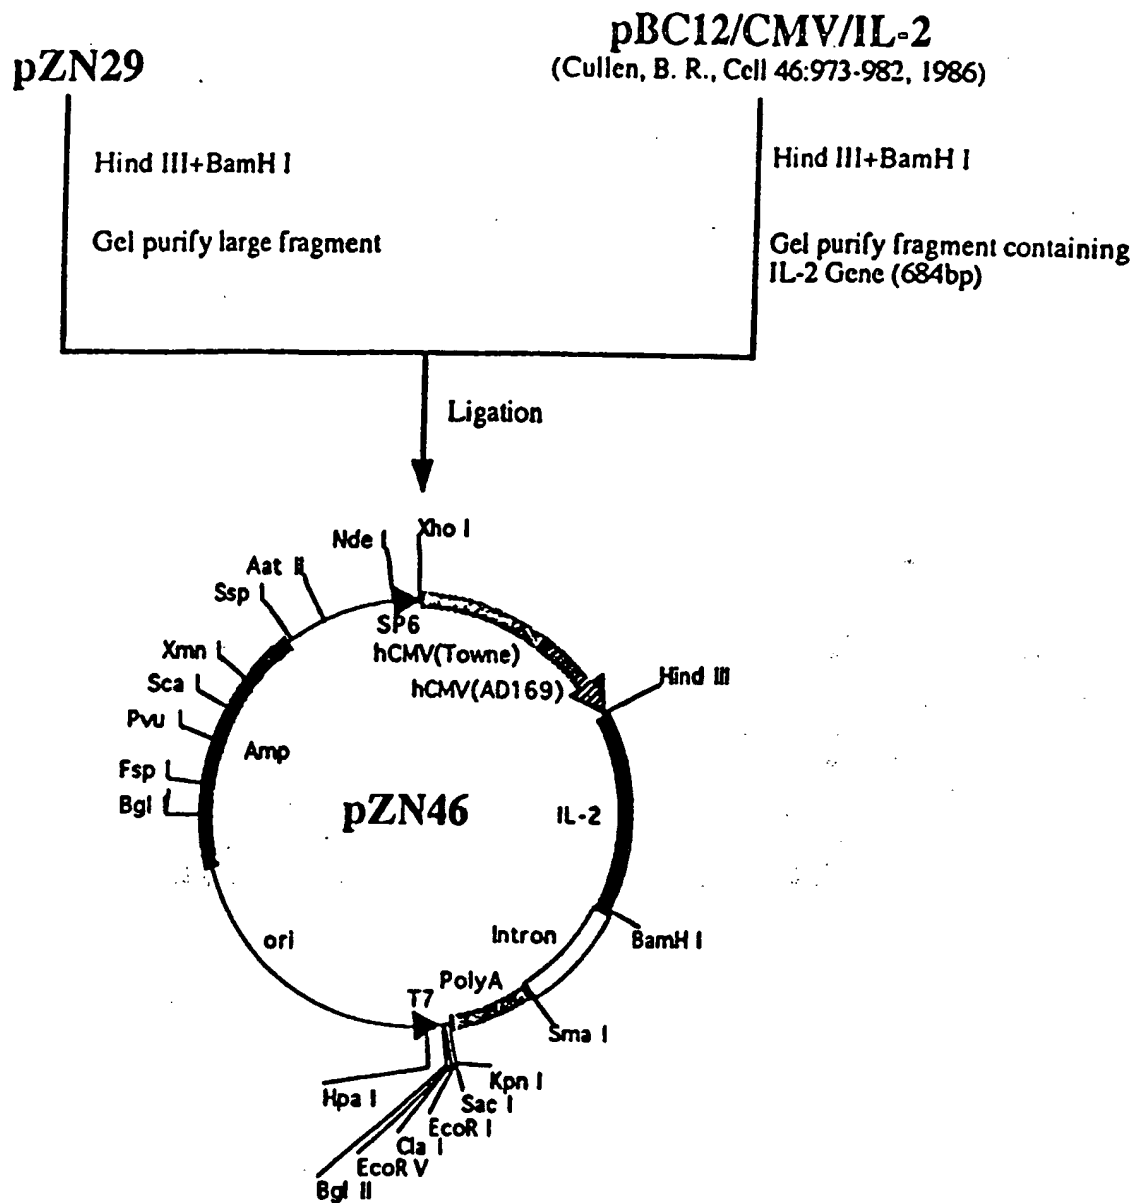 pZN29
pBC12/CMV/IL-2
(Cullen, B. R., Cell 46:973-982, 1986)
Hind III+BamH I
Gel purify large fragment
Hind III+BamH I
Gel purify fragment containing
IL-2 Gene (684bp)
Ligation
Nde I
Xho I
Aat II
Ssp I
Xmn I
Sca I
Pvu I
Fsp I
Bgl I
SP6
hCMV(Towne)
hCMV(AD169)
Hind III
Amp
pZN46
IL-2
ori
Intron
BamH I
PolyA
T7
Sma I
Hpa I
Kpn I
Sac I
EcoR I
Cla I
EcoR V
Bgl II